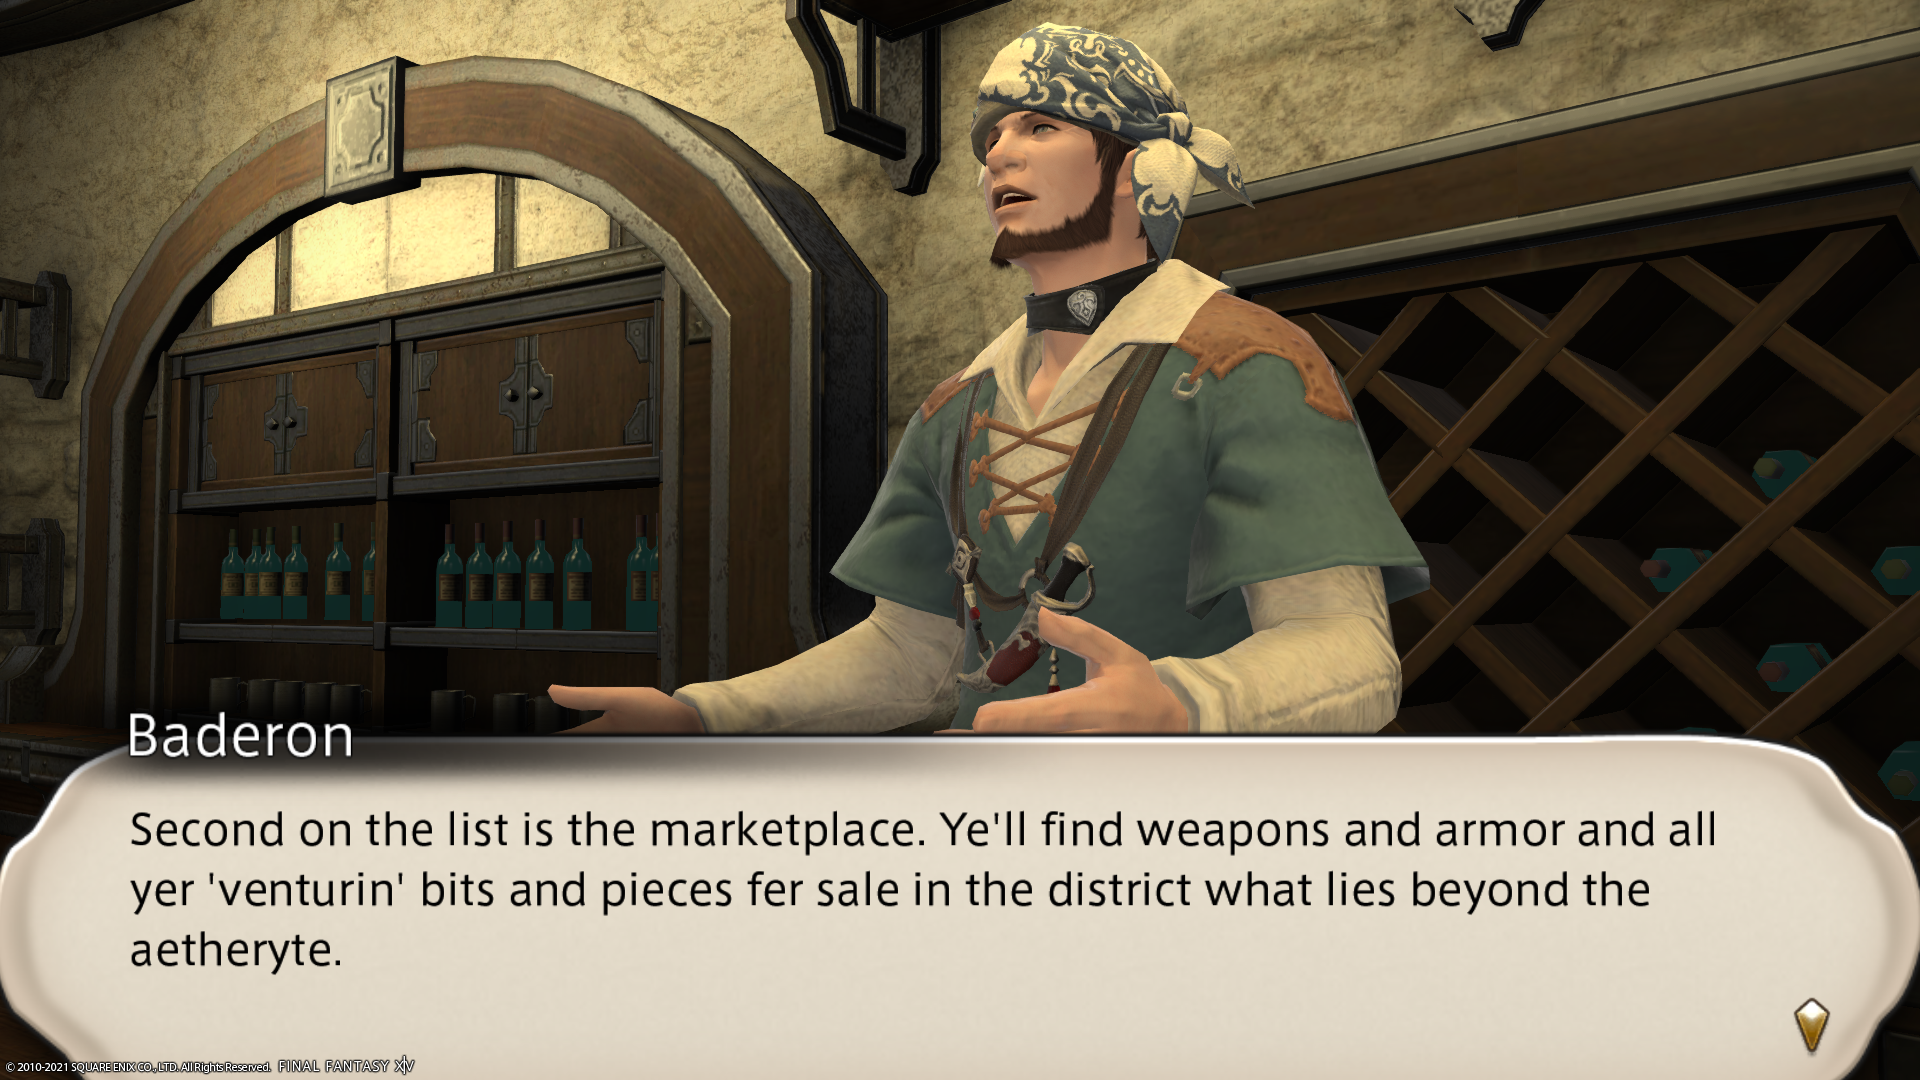 Baderon
Second on the list is the marketplace. Ye'll find weapons and armor and all
yer 'venturin' bits and pieces fer sale in the district what lies beyond the
aetheryte.
© 2010-2021 SQUARE ENIX CO., LTD. All Rights Reserved. FINAL FANTASY XIV